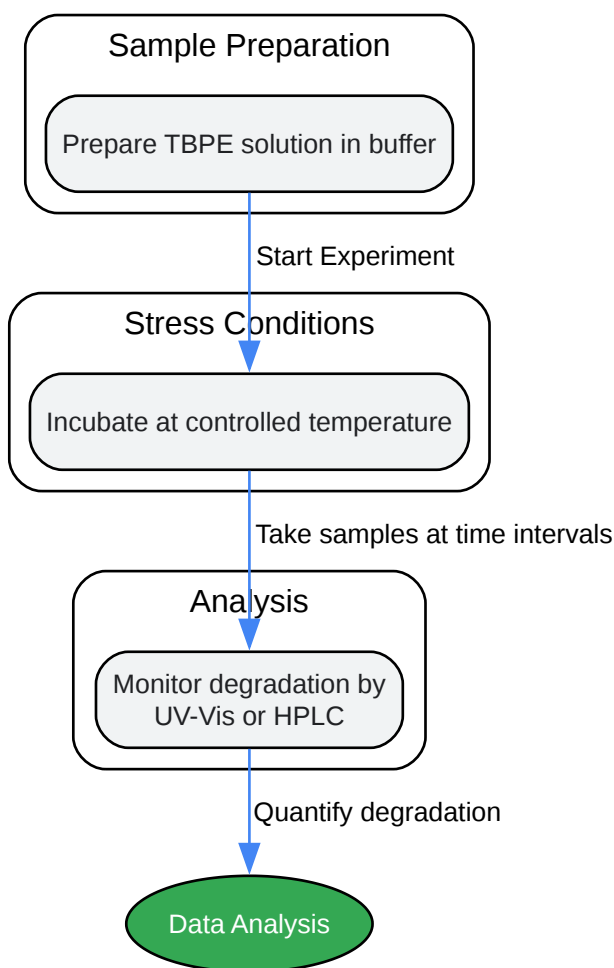 Sample Preparation
Prepare TBPE solution in buffer
Start Experiment
Stress Conditions
Incubate at controlled temperature
Take samples at time intervals
Analysis
Monitor degradation by
UV-Vis or HPLC
Quantify degradation
Data Analysis